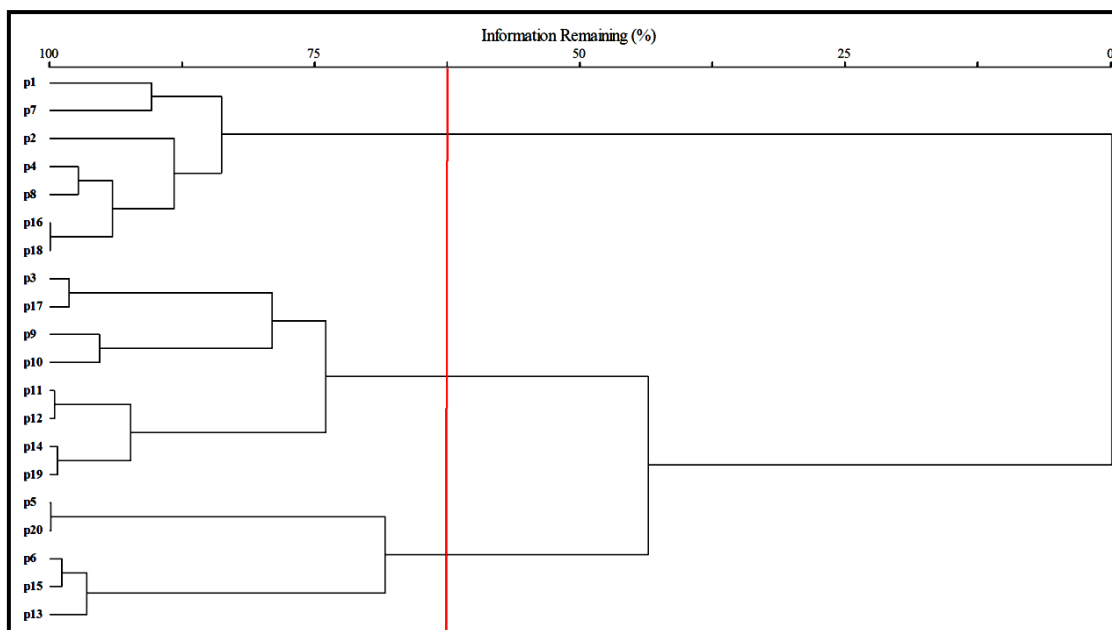 Information Remaining (%)
100 75 50 25 0
p1
p7
p2
p4
p8
p16
p18
p3
p17
p9
p10
p11
p12
p14
p19
p5
p20
p6
p15
p13